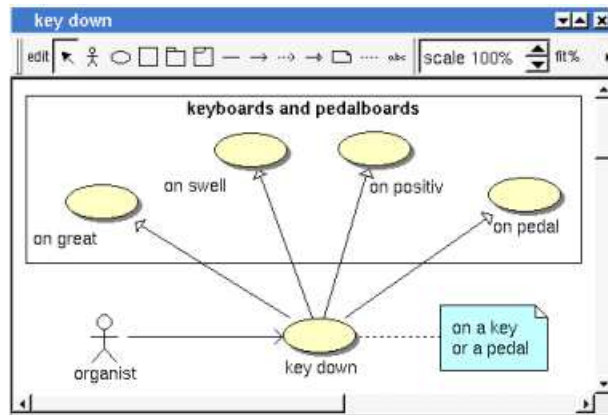 key down
edit
abc
scale 100%
fit%
keyboards and pedalboards
on swell
on positiv
on great
on pedal
on a key
or a pedal
organist
key down